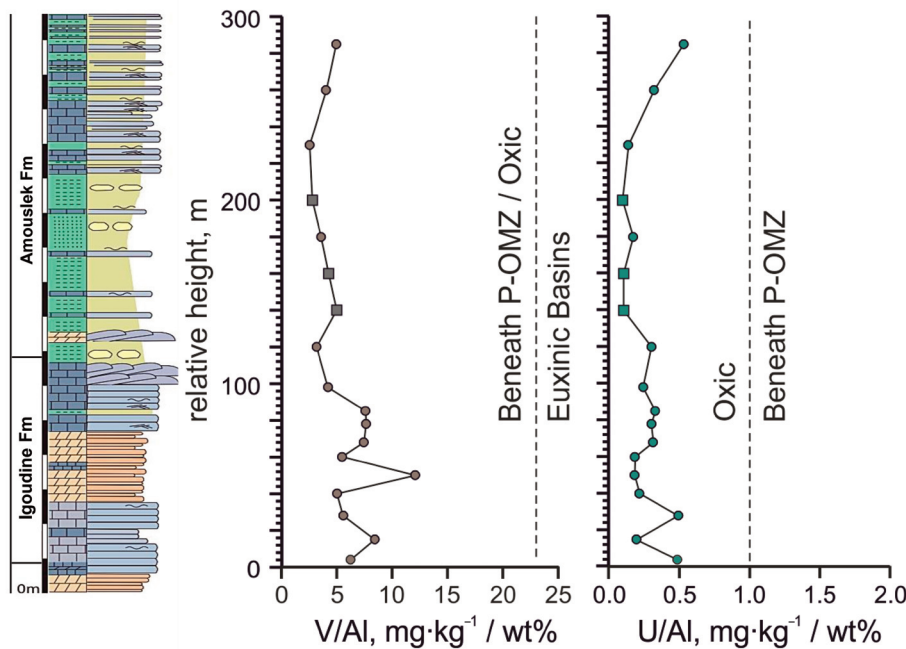 Amouslek Fm
Igoudine Fm
0m
relative height, m
300
200
100
0
Beneath P-OMZ / Oxic
Euxinic Basins
0 5 10 15 20 25
V/Al, mg·kg⁻¹ / wt%
Oxic
Beneath P-OMZ
0 0.5 1.0 1.5 2.0
U/Al, mg·kg⁻¹ / wt%